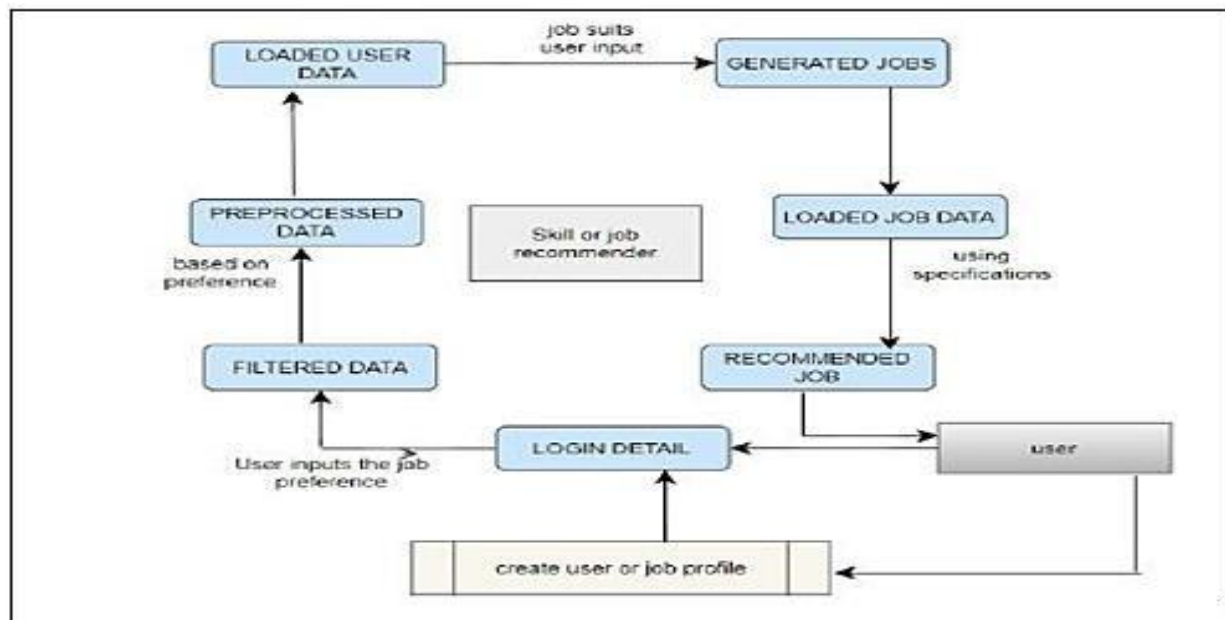 job suits
user input
LOADED USER
DATA
GENERATED JOBS
PREPROCESSED
DATA
Skill or job
recommender
LOADED JOB DATA
based on
preference
using
specifications
FILTERED DATA
RECOMMENDED
JOB
LOGIN DETAIL
user
User inputs the job
preference
create user or job profile